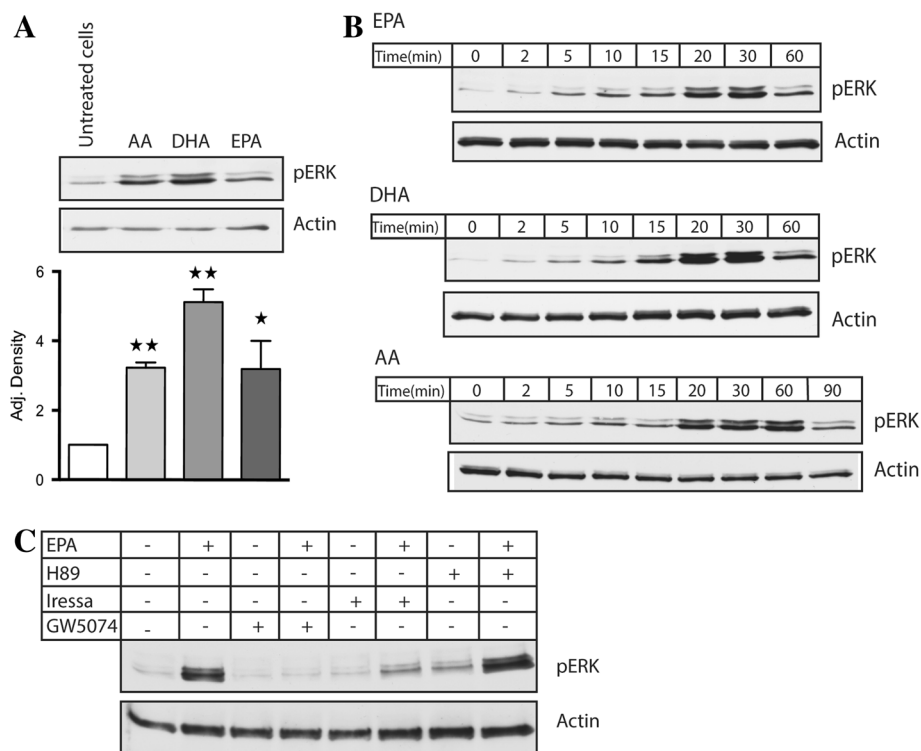 A
Untreated cells
AA DHA EPA
pERK
Actin
Adj. Density
6
4
2
0
★★
★★
★
B
EPA
Time(min) 0 2 5 10 15 20 30 60
pERK
Actin
DHA
Time(min) 0 2 5 10 15 20 30 60
pERK
Actin
AA
Time(min) 0 2 5 10 15 20 30 60 90
pERK
Actin
C
EPA - + - + - + - +
H89 - - - - - - + +
Iressa - - - - + + - -
GW5074 - - + + - - - -
pERK
Actin